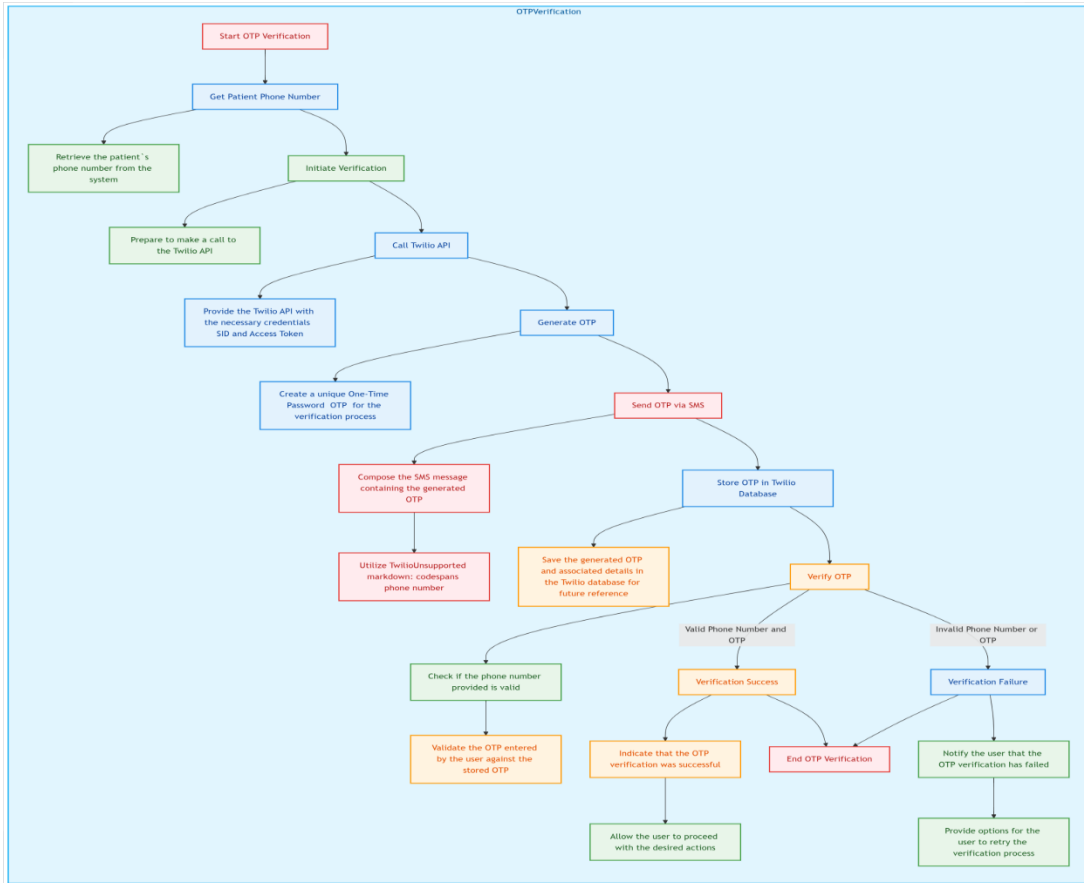 OTPVerification
Start OTP Verification
Get Patient Phone Number
Retrieve the patient`s
phone number from the
system
Initiate Verification
Prepare to make a call to
the Twilio API
Call Twilio API
Provide the Twilio API with
the necessary credentials
SID and Access Token
Generate OTP
Create a unique One-Time
Password OTP for the
verification process
Send OTP via SMS
Compose the SMS message
containing the generated
OTP
Store OTP in Twilio
Database
Utilize TwilioUnsupported
markdown: codespans
phone number
Save the generated OTP
and associated details in
the Twilio database for
future reference
Verify OTP
Valid Phone Number and
OTP
Invalid Phone Number or
OTP
Check if the phone number
provided is valid
Verification Success
Verification Failure
Validate the OTP entered
by the user against the
stored OTP
Indicate that the OTP
verification was successful
End OTP Verification
Notify the user that the
OTP verification has failed
Allow the user to proceed
with the desired actions
Provide options for the
user to retry the
verification process